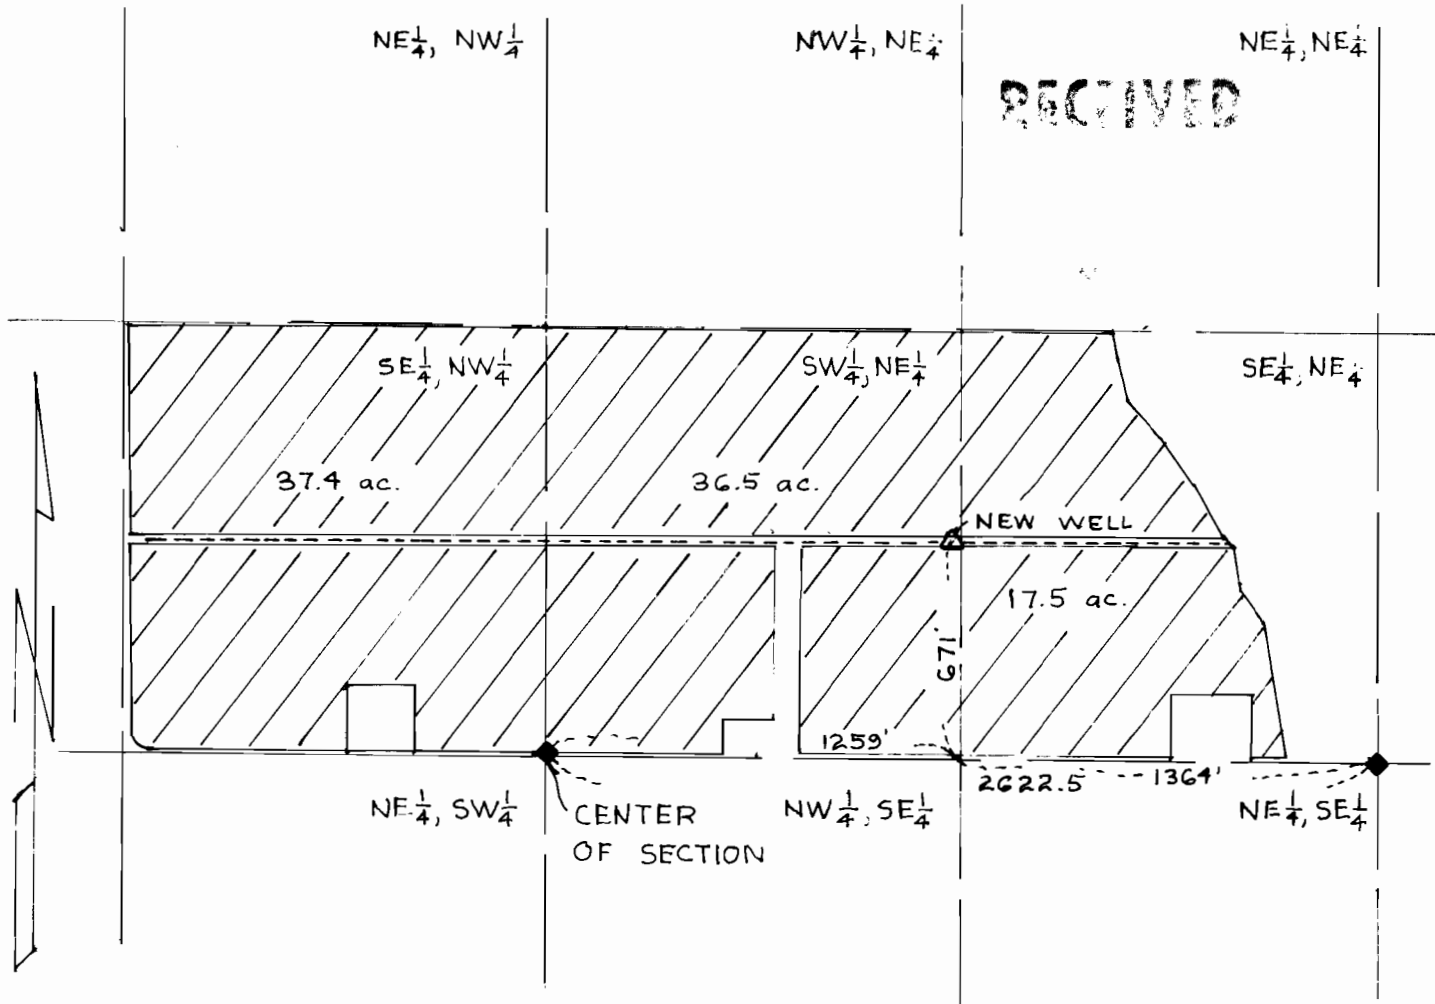 NE¼, NW¼
NW¼, NE¼
NE¼, NE¼
RECEIVED
SE¼, NW¼
SW¼, NE¼
SE¼, NE¼
37.4 ac.
36.5 ac.
NEW WELL
17.5 ac.
671'
1259'
2622.5
1364'
NE¼, SW¼
CENTER
OF SECTION
NW¼, SE¼
NE¼, SE¼